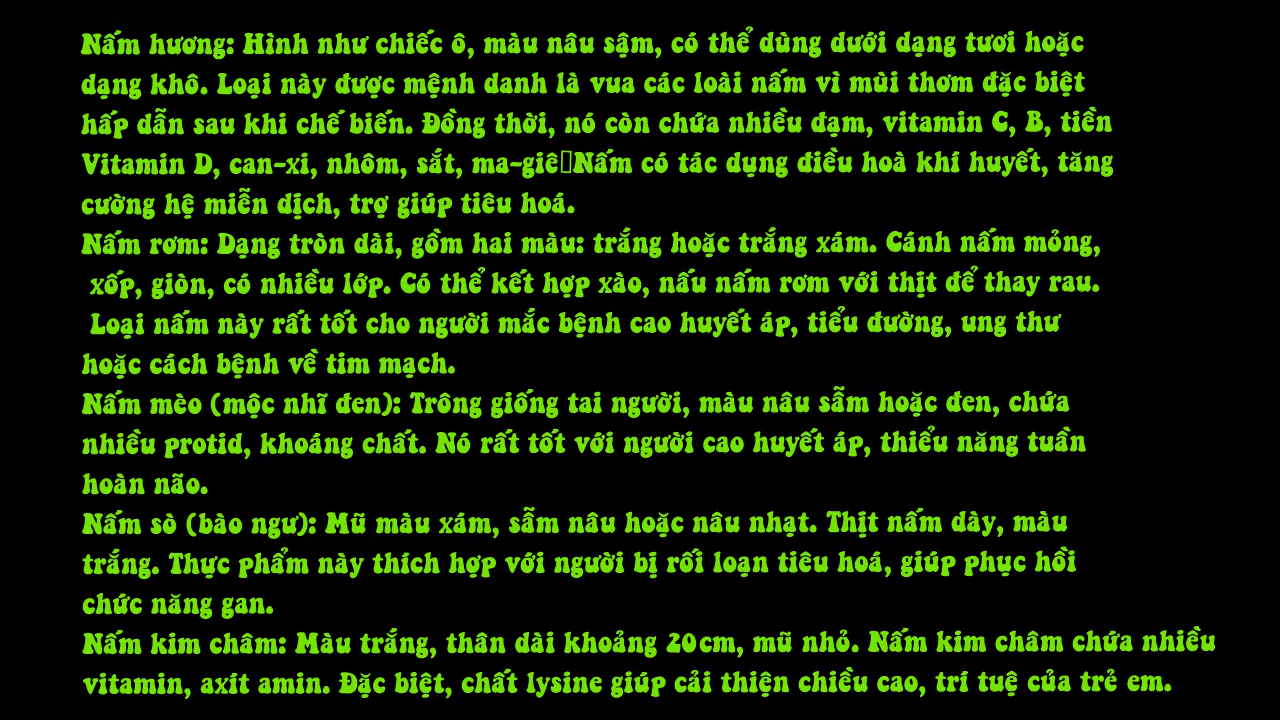 Nấm hương: Hình như chiếc ô, màu nâu sậm, có thể dùng dưới dạng tươi hoặc
dạng khô. Loại này được mệnh danh là vua các loài nấm vì mùi thơm đặc biệt
hấp dẫn sau khi chế biến. Đồng thời, nó còn chứa nhiều đạm, vitamin C, B, tiền
Vitamin D, can-xi, nhôm, sắt, ma-giê▯Nấm có tác dụng điều hoà khí huyết, tăng
cường hệ miễn dịch, trợ giúp tiêu hoá.
Nấm rơm: Dạng tròn dài, gồm hai màu: trắng hoặc trắng xám. Cánh nấm mỏng,
xốp, giòn, có nhiều lớp. Có thể kết hợp xào, nấu nấm rơm với thịt để thay rau.
Loại nấm này rất tốt cho người mắc bệnh cao huyết áp, tiểu đường, ung thư
hoặc cách bệnh về tim mạch.
Nấm mèo (mộc nhĩ đen): Trông giống tai người, màu nâu sẫm hoặc đen, chứa
nhiều protid, khoáng chất. Nó rất tốt với người cao huyết áp, thiểu năng tuần
hoàn não.
Nấm sò (bào ngư): Mũ màu xám, sẫm nâu hoặc nâu nhạt. Thịt nấm dày, màu
trắng. Thực phẩm này thích hợp với người bị rối loạn tiêu hoá, giúp phục hồi
chức năng gan.
Nấm kim châm: Màu trắng, thân dài khoảng 20cm, mũ nhỏ. Nấm kim châm chứa nhiều
vitamin, axit amin. Đặc biệt, chất lysine giúp cải thiện chiều cao, trí tuệ của trẻ em.